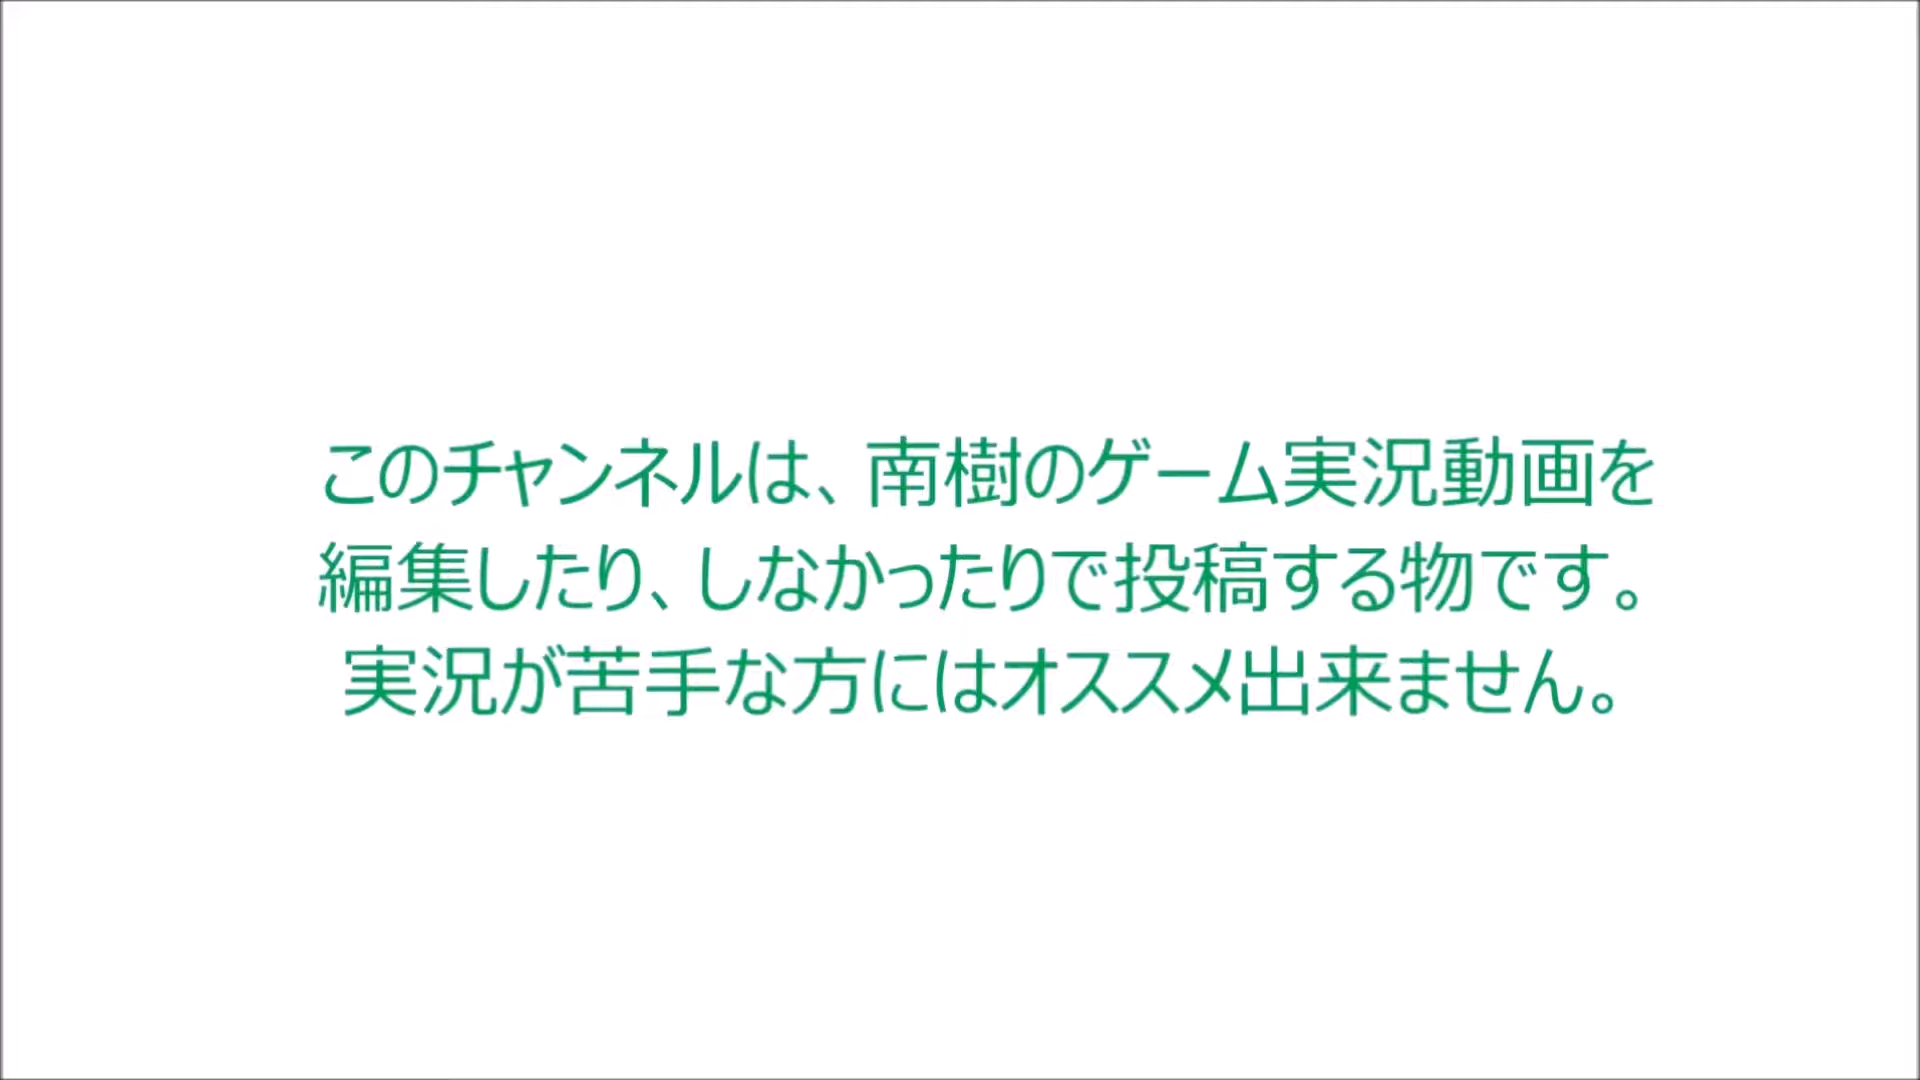 このチャンネルは、南樹のゲーム実況動画を
編集したり、しなかったりで投稿する物です。
実況が苦手な方にはオススメ出来ません。